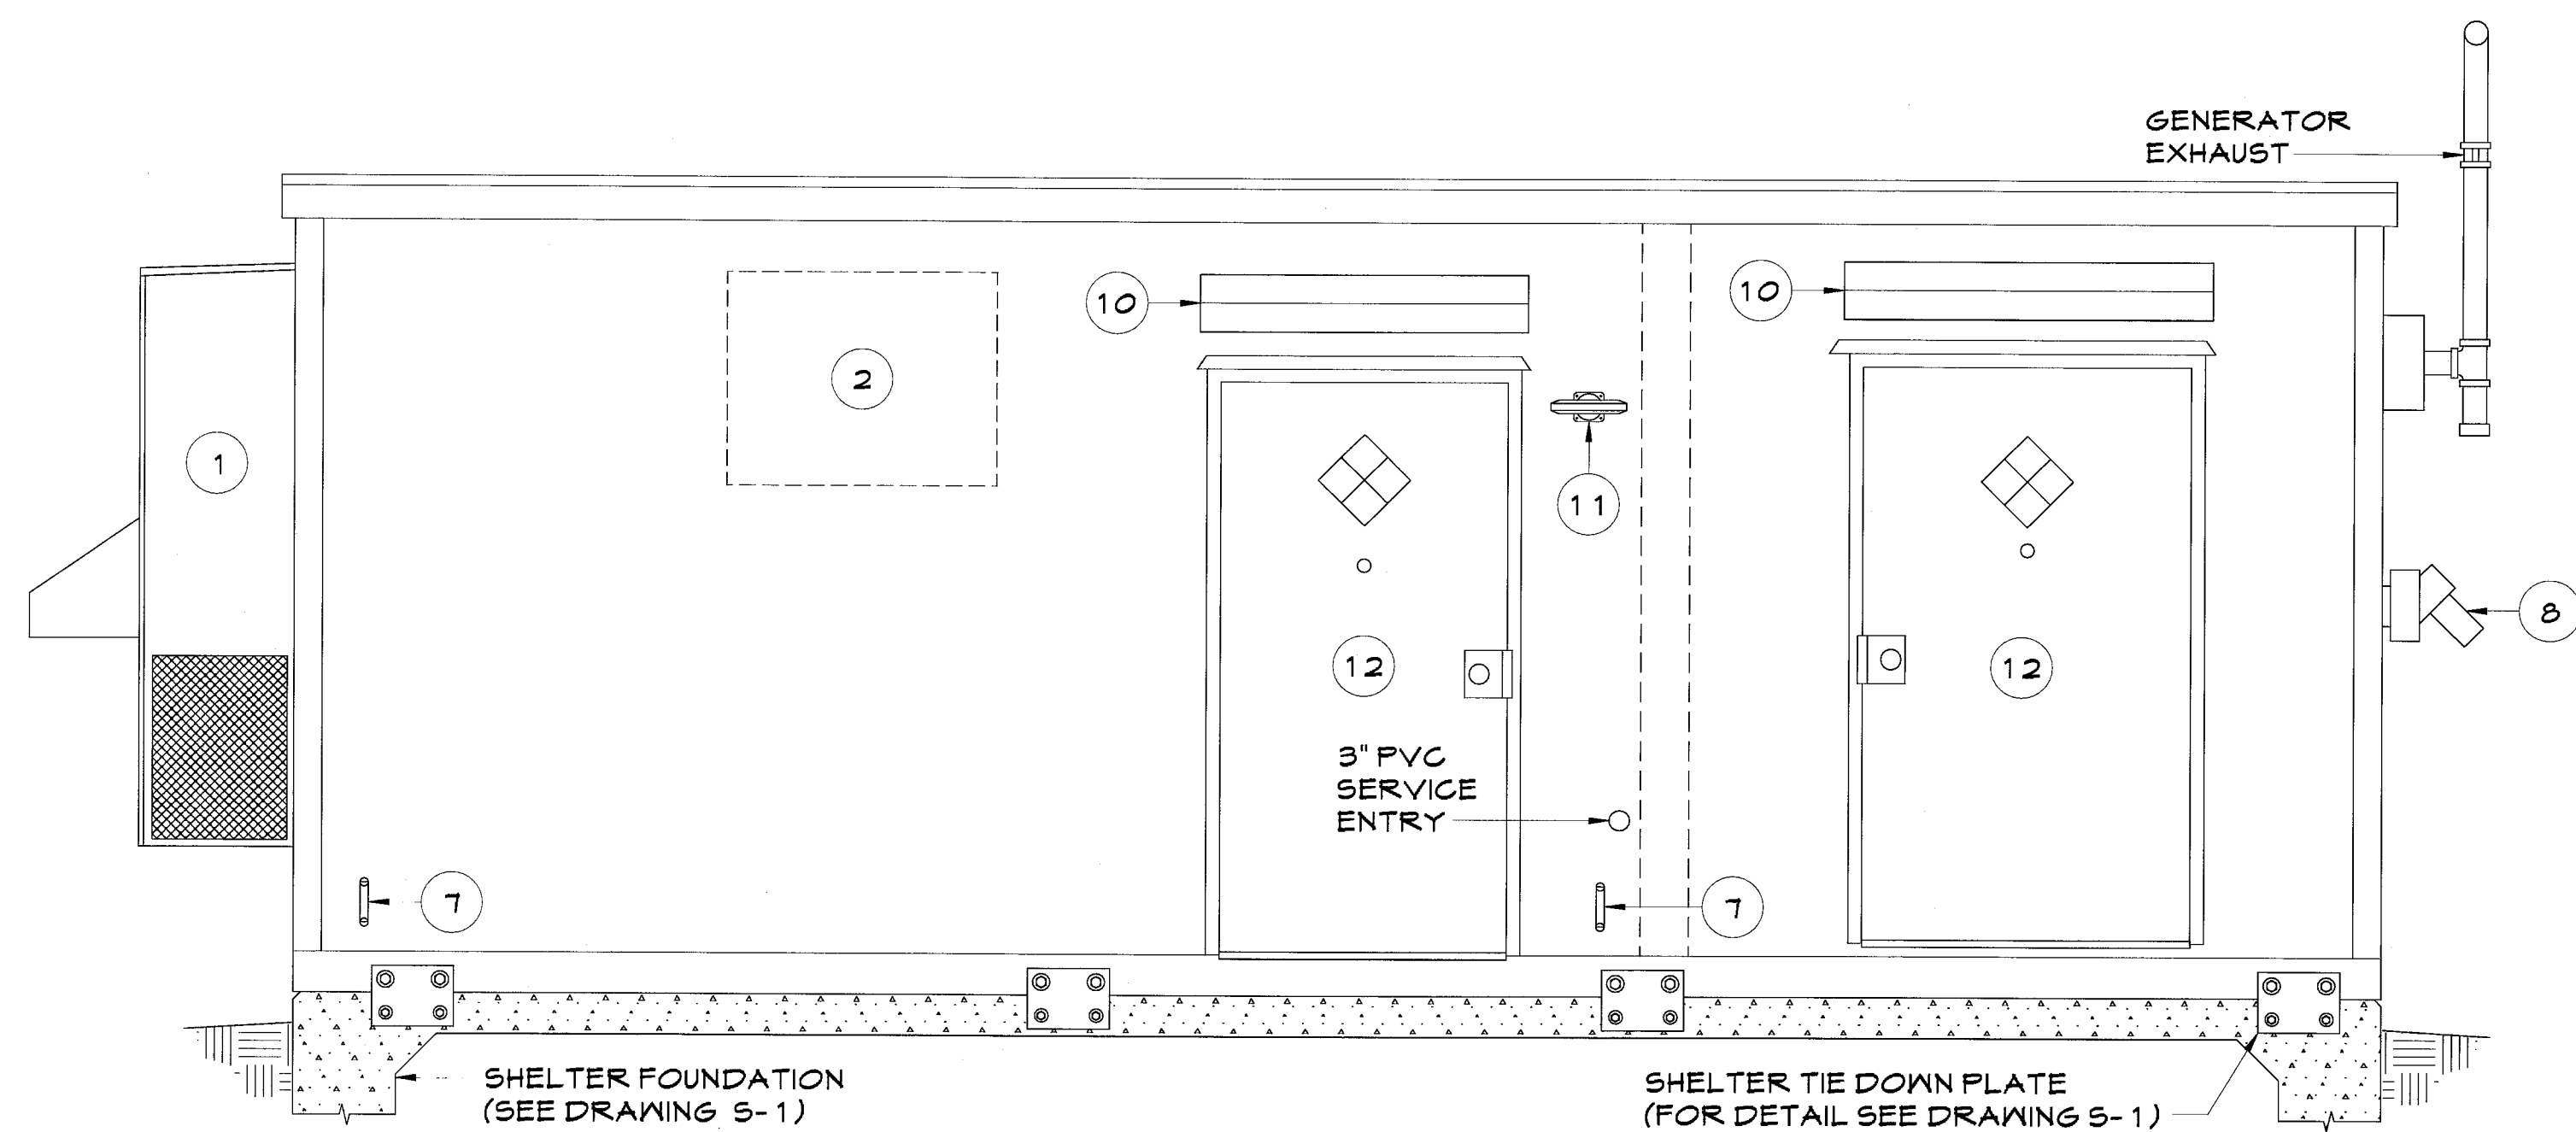 GENERATOR
EXHAUST
10
10
2
1
11
8
12
12
3" PVC
SERVICE
ENTRY
7
7
SHELTER FOUNDATION
(SEE DRAWING S-1)
SHELTER TIE DOWN PLATE
(FOR DETAIL SEE DRAWING S-1)